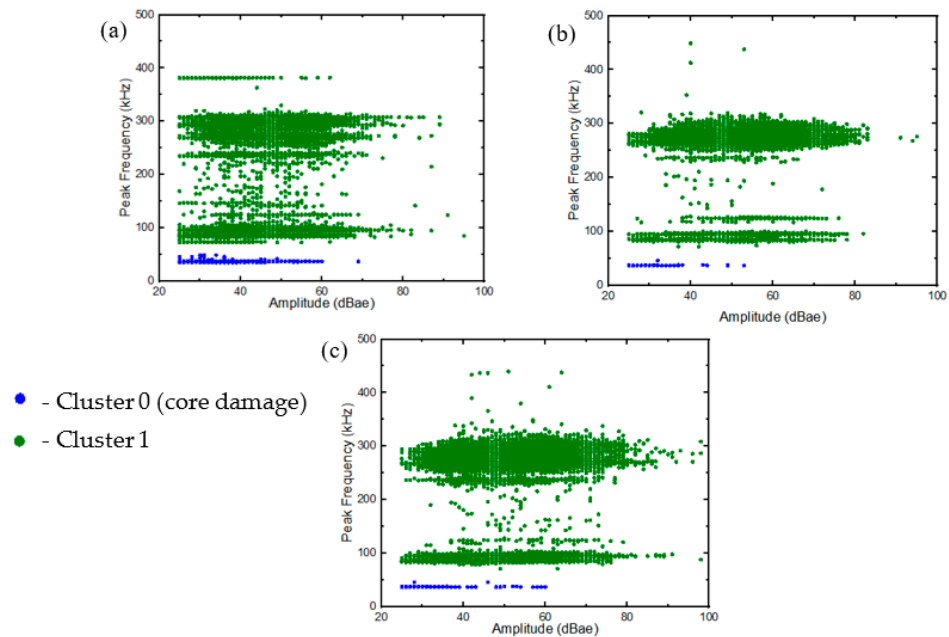 (a)
500
400
300
200
100
0
Peak Frequency (kHz)
20 40 60 80 100
Amplitude (dBae)
(b)
500
400
300
200
100
0
Peak Frequency (kHz)
20 40 60 80 100
Amplitude (dBae)
(c)
500
400
300
200
100
0
Peak Frequency (kHz)
20 40 60 80 100
Amplitude (dBae)
- Cluster 0 (core damage)
- Cluster 1